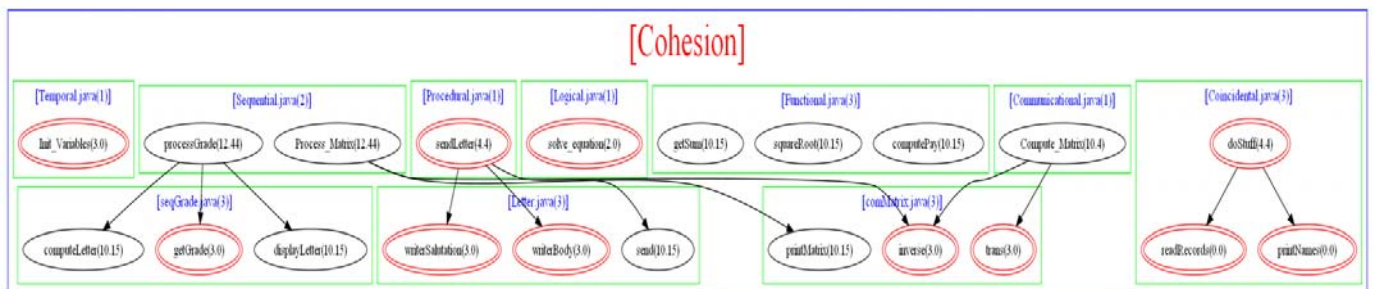 [Cohesion]
[Temporal.java(1)]
Init_Variables(3.0)
[Sequential.java(2)]
processGrade(12.44)
Process_Matrix(12.44)
[Procedural.java(1)]
sendLetter(4.4)
[Logical.java(1)]
solve_equation(2.0)
[Functional.java(3)]
getSum(10.15)
squareRoot(10.15)
computePay(10.15)
[Communicational.java(1)]
Compute_Matrix(10.4)
[Coincidental.java(3)]
doStuff(4.4)
[seqGrade.java(3)]
computeLetter(10.15)
getGrade(3.0)
displayLetter(10.15)
[Letter.java(3)]
writerSalutation(3.0)
writerBody(3.0)
send(10.15)
[comMatrix.java(3)]
printMatrix(10.15)
inverse(3.0)
trans(3.0)
readRecords(0.0)
printNames(0.0)